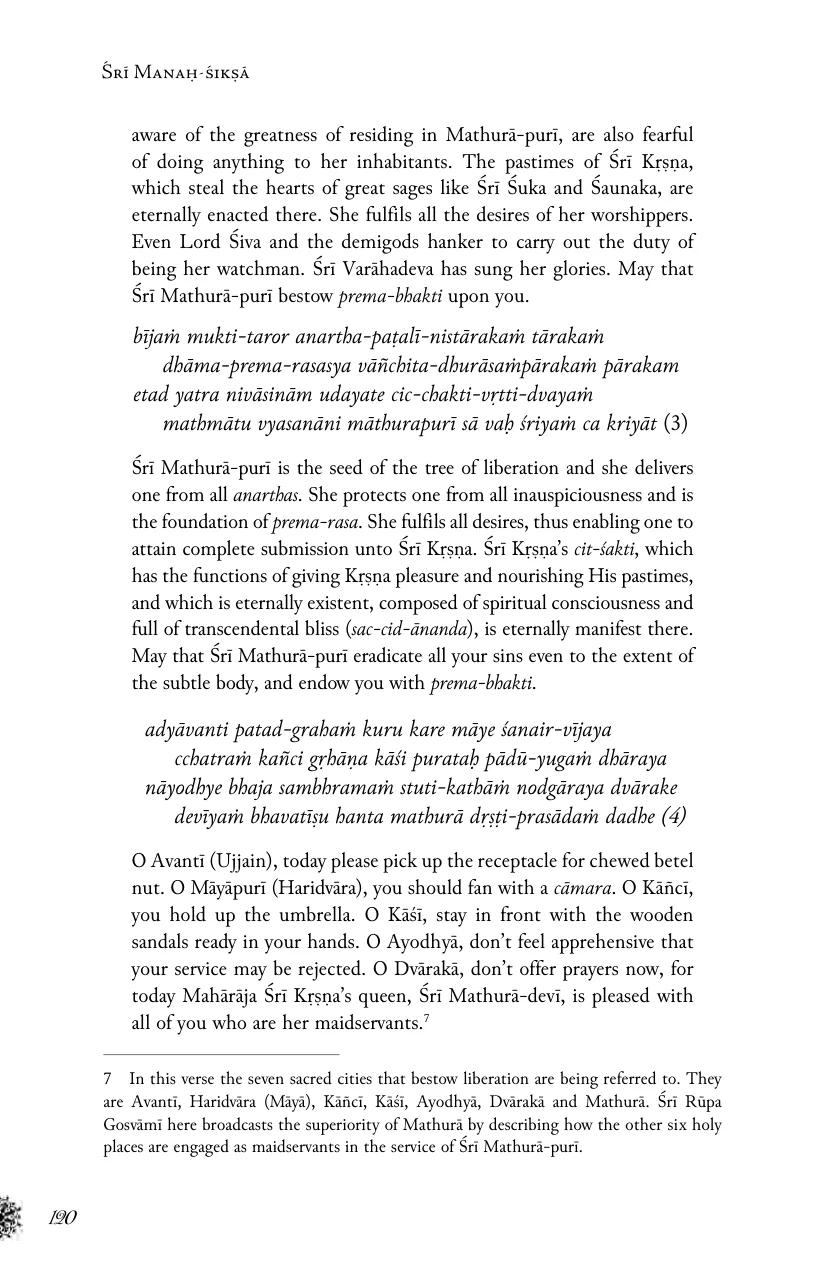 Śrī Manaḥ-śikṣā
aware of the greatness of residing in Mathurā-purī, are also fearful
of doing anything to her inhabitants. The pastimes of Śrī Kṛṣṇa,
which steal the hearts of great sages like Śrī Śuka and Śaunaka, are
eternally enacted there. She fulfils all the desires of her worshippers.
Even Lord Śiva and the demigods hanker to carry out the duty of
being her watchman. Śrī Varāhadeva has sung her glories. May that
Śrī Mathurā-purī bestow prema-bhakti upon you.
bījaṁ mukti-taror anartha-paṭalī-nistārakaṁ tārakaṁ
dhāma-prema-rasasya vāñchita-dhurāsaṁpārakaṁ pārakam
etad yatra nivāsinām udayate cic-chakti-vṛtti-dvayaṁ
mathmātu vyasanāni māthurapurī sā vaḥ śriyaṁ ca kriyāt (3)
Śrī Mathurā-purī is the seed of the tree of liberation and she delivers
one from all anarthas. She protects one from all inauspiciousness and is
the foundation of prema-rasa. She fulfils all desires, thus enabling one to
attain complete submission unto Śrī Kṛṣṇa. Śrī Kṛṣṇa’s cit-śakti, which
has the functions of giving Kṛṣṇa pleasure and nourishing His pastimes,
and which is eternally existent, composed of spiritual consciousness and
full of transcendental bliss (sac-cid-ānanda), is eternally manifest there.
May that Śrī Mathurā-purī eradicate all your sins even to the extent of
the subtle body, and endow you with prema-bhakti.
adyāvanti patad-grahaṁ kuru kare māye śanair-vījaya
cchatraṁ kañci gṛhāṇa kāśi purataḥ pādū-yugaṁ dhāraya
nāyodhye bhaja sambhramaṁ stuti-kathāṁ nodgāraya dvārake
devīyaṁ bhavatīṣu hanta mathurā dṛṣṭi-prasādaṁ dadhe (4)
O Avantī (Ujjain), today please pick up the receptacle for chewed betel
nut. O Māyāpurī (Haridvāra), you should fan with a cāmara. O Kāñcī,
you hold up the umbrella. O Kāśī, stay in front with the wooden
sandals ready in your hands. O Ayodhyā, don’t feel apprehensive that
your service may be rejected. O Dvārakā, don’t offer prayers now, for
today Mahārāja Śrī Kṛṣṇa’s queen, Śrī Mathurā-devī, is pleased with
all of you who are her maidservants.7
7 In this verse the seven sacred cities that bestow liberation are being referred to. They
are Avantī, Haridvāra (Māyā), Kāñcī, Kāśī, Ayodhyā, Dvārakā and Mathurā. Śrī Rūpa
Gosvāmī here broadcasts the superiority of Mathurā by describing how the other six holy
places are engaged as maidservants in the service of Śrī Mathurā-purī.
120